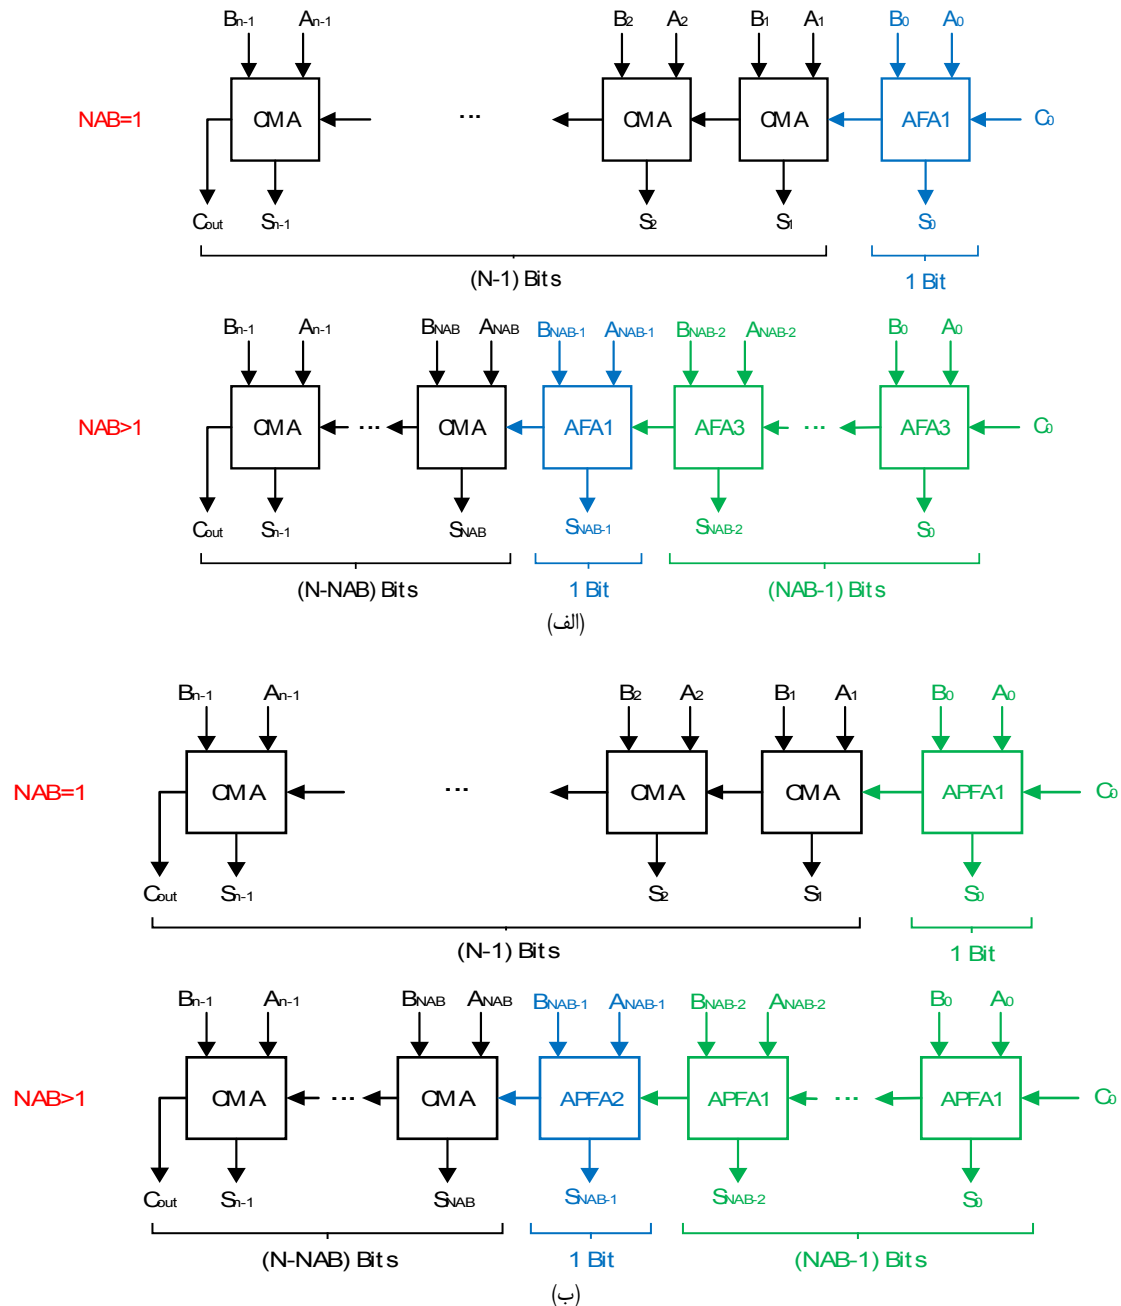 Bn-1 An-1 B2 A2 B1 A1 B0 A0
NAB=1 CMA ... CMA CMA AFA1 C0
Cout Sn-1 S2 S1 S0
(N-1) Bits 1 Bit
Bn-1 An-1 BNAB ANAB BNAB-1 ANAB-1 BNAB-2 ANAB-2 B0 A0
NAB>1 CMA ... CMA AFA1 AFA3 ... AFA3 C0
Cout Sn-1 SNAB SNAB-1 SNAB-2 S0
(N-NAB) Bits 1 Bit (NAB-1) Bits
(الف)
Bn-1 An-1 B2 A2 B1 A1 B0 A0
NAB=1 CMA ... CMA CMA APFA1 C0
Cout Sn-1 S2 S1 S0
(N-1) Bits 1 Bit
Bn-1 An-1 BNAB ANAB BNAB-1 ANAB-1 BNAB-2 ANAB-2 B0 A0
NAB>1 CMA ... CMA APFA2 APFA1 ... APFA1 C0
Cout Sn-1 SNAB SNAB-1 SNAB-2 S0
(N-NAB) Bits 1 Bit (NAB-1) Bits
(ب)